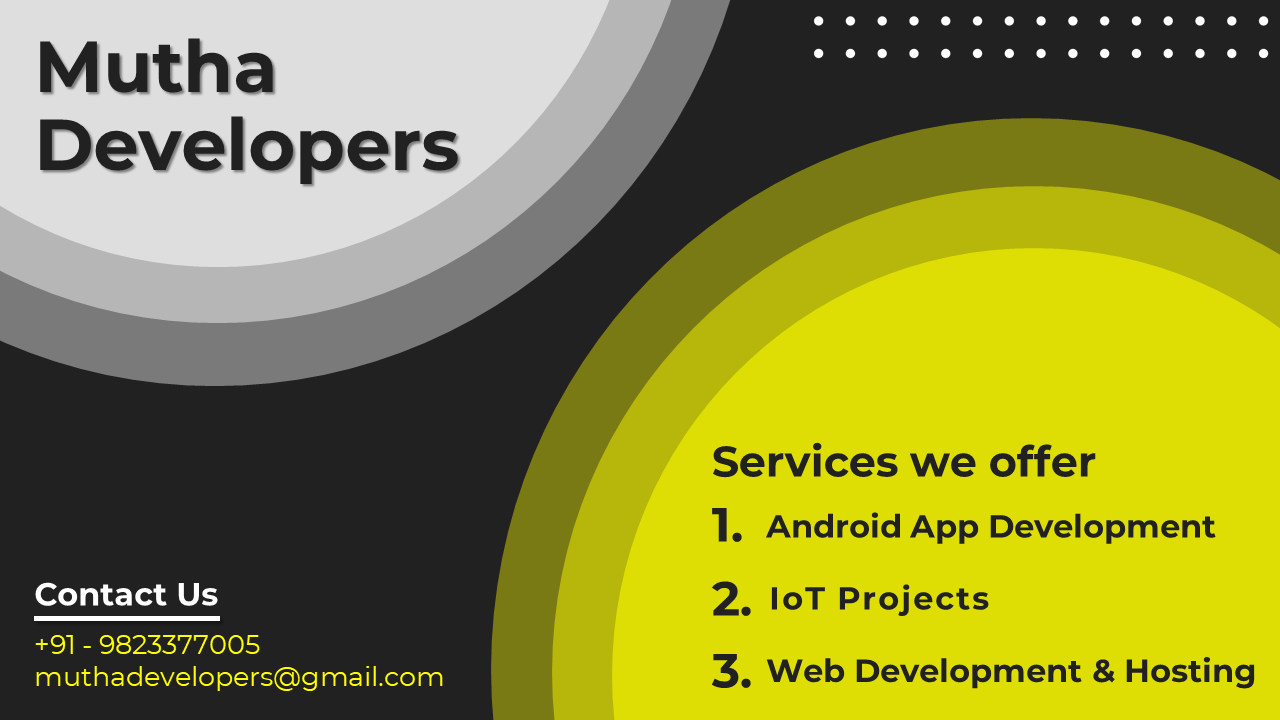 Mutha
Developers
Services we offer
1. Android App Development
2. IoT Projects
3. Web Development & Hosting
Contact Us
+91 - 9823377005
muthadevelopers@gmail.com